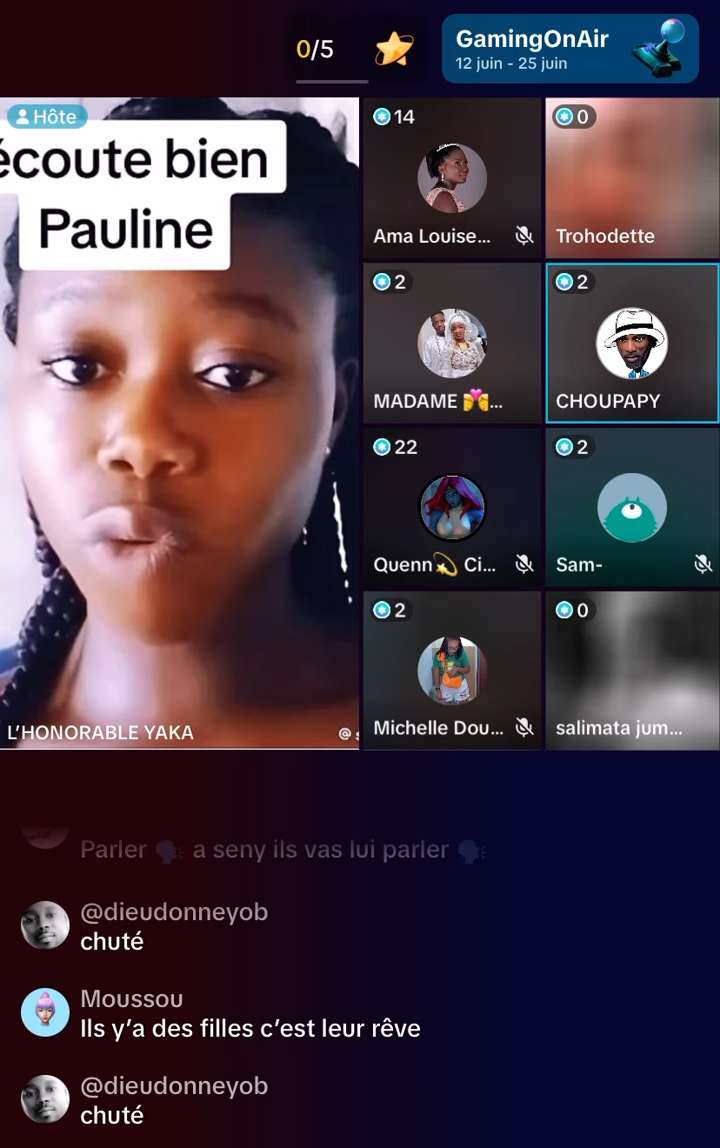 0/5
GamingOnAir
12 juin - 25 juin
Hôte
écoute bien
Pauline
L'HONORABLE YAKA
@ s
14
Ama Louise...
0
Trohodette
2
MADAME 💏...
2
CHOUPAPY
22
Quenn💫 Ci...
2
Sam-
2
Michelle Dou...
0
salimata jum...
Parler 🗣️ a seny ils vas lui parler 🗣️
@dieudonneyob
chuté
Moussou
Ils y'a des filles c'est leur rêve
@dieudonneyob
chuté